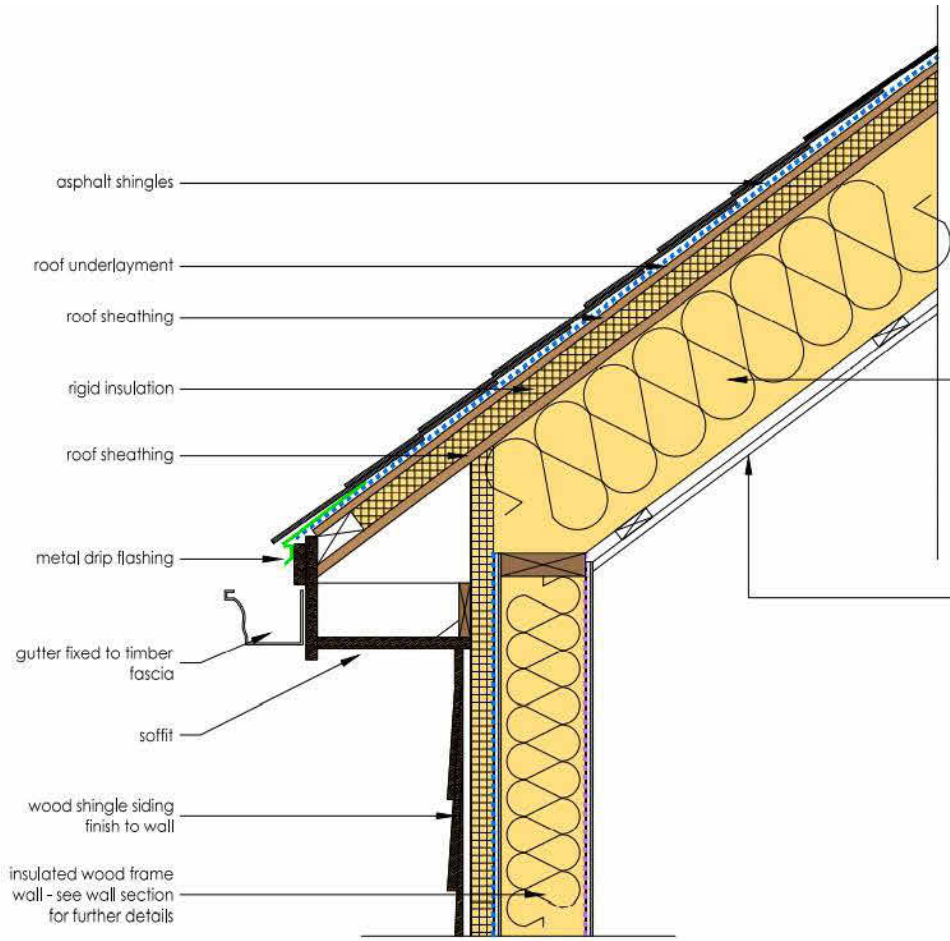 asphalt shingles
roof underlayment
roof sheathing
rigid insulation
roof sheathing
metal drip flashing
gutter fixed to timber
fascia
soffit
wood shingle siding
finish to wall
insulated wood frame
wall - see wall section
for further details